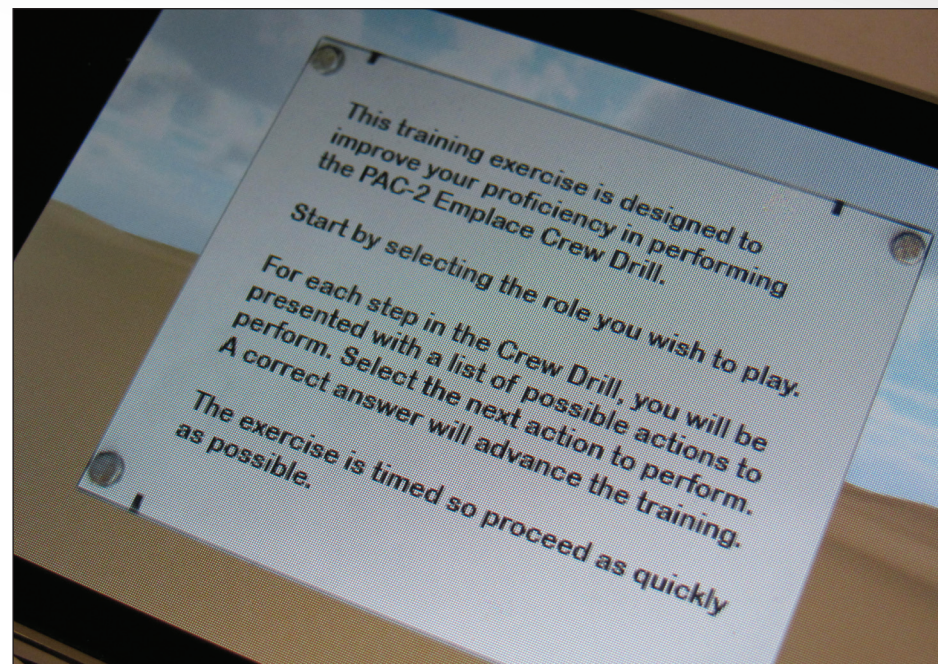 This training exercise is designed to
improve your proficiency in performing
the PAC-2 Emplace Crew Drill.
Start by selecting the role you wish to play.
For each step in the Crew Drill, you will be
presented with a list of possible actions to
perform. Select the next action to perform.
A correct answer will advance the training.
The exercise is timed so proceed as quickly
as possible.